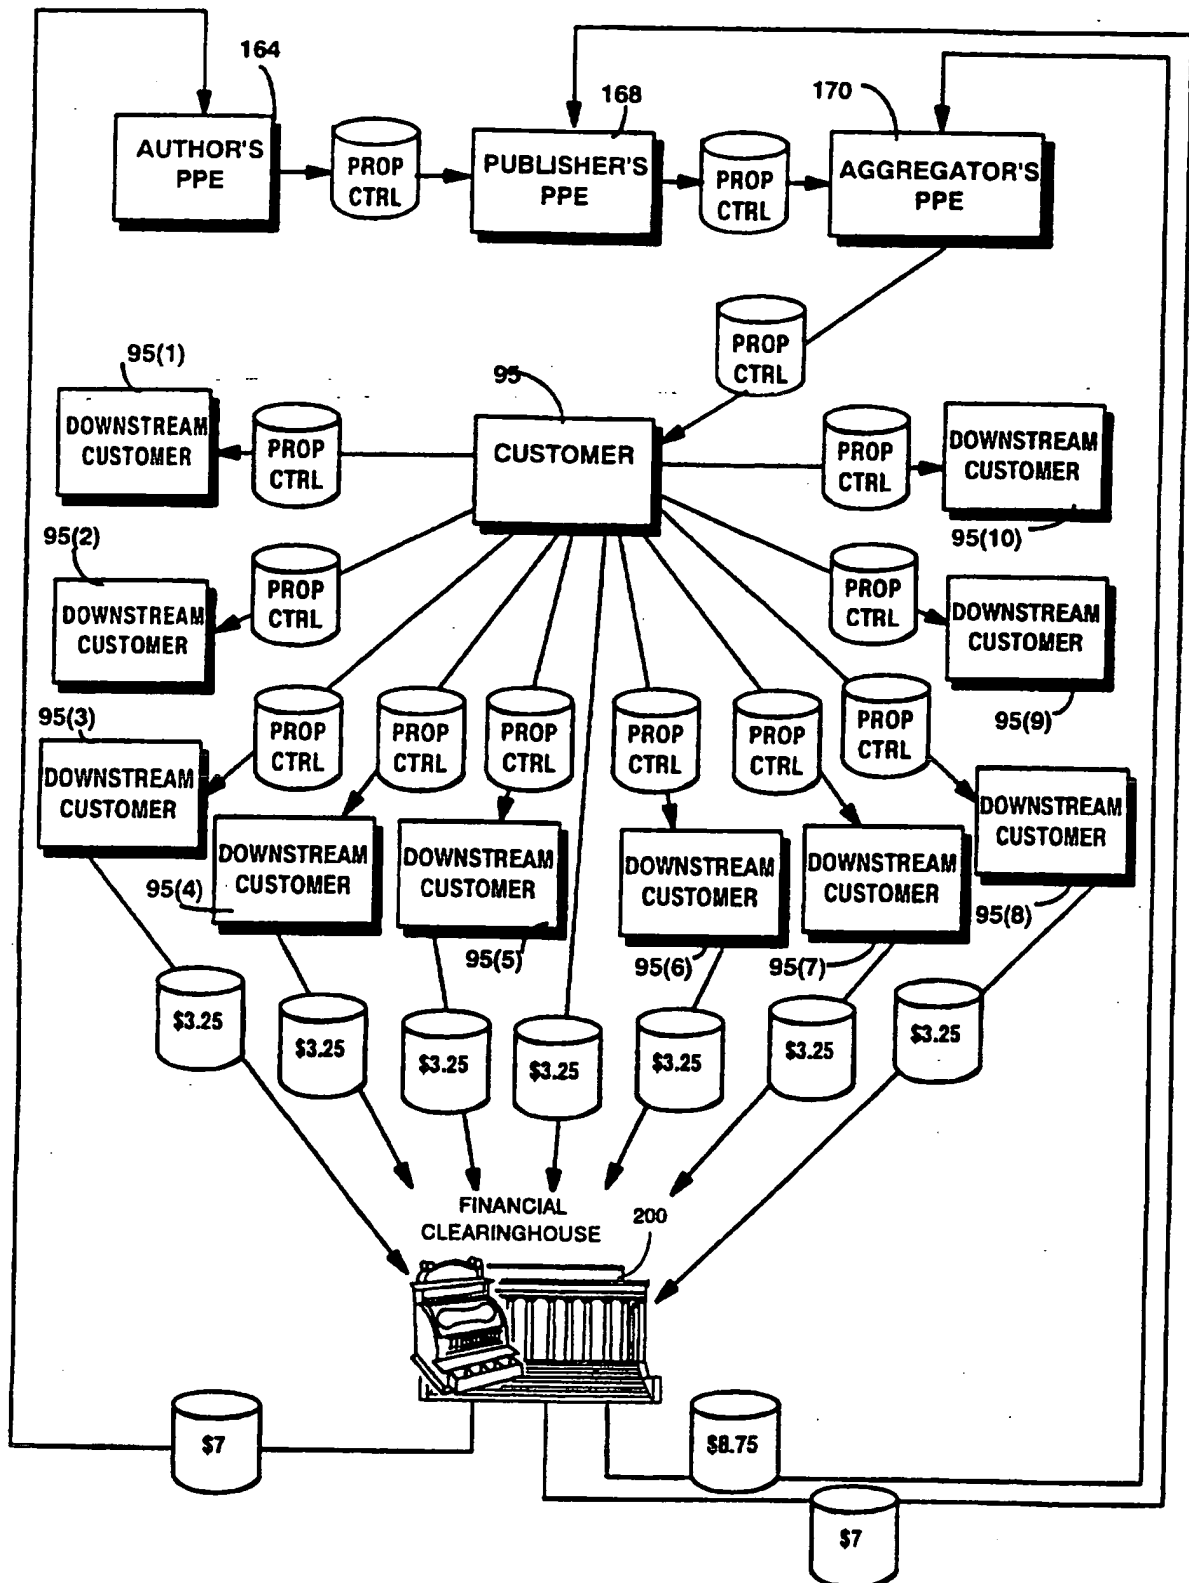 164
168
170
AUTHOR'S
PPE
PROP
CTRL
PUBLISHER'S
PPE
PROP
CTRL
AGGREGATOR'S
PPE
PROP
CTRL
95(1)
95
DOWNSTREAM
CUSTOMER
PROP
CTRL
CUSTOMER
PROP
CTRL
DOWNSTREAM
CUSTOMER
95(10)
95(2)
DOWNSTREAM
CUSTOMER
PROP
CTRL
PROP
CTRL
DOWNSTREAM
CUSTOMER
95(9)
95(3)
DOWNSTREAM
CUSTOMER
PROP
CTRL
PROP
CTRL
PROP
CTRL
PROP
CTRL
PROP
CTRL
PROP
CTRL
DOWNSTREAM
CUSTOMER
95(8)
DOWNSTREAM
CUSTOMER
95(4)
DOWNSTREAM
CUSTOMER
95(5)
DOWNSTREAM
CUSTOMER
95(6)
DOWNSTREAM
CUSTOMER
95(7)
$3.25
$3.25
$3.25
$3.25
$3.25
$3.25
$3.25
FINANCIAL
CLEARINGHOUSE
200
$7
$8.75
$7